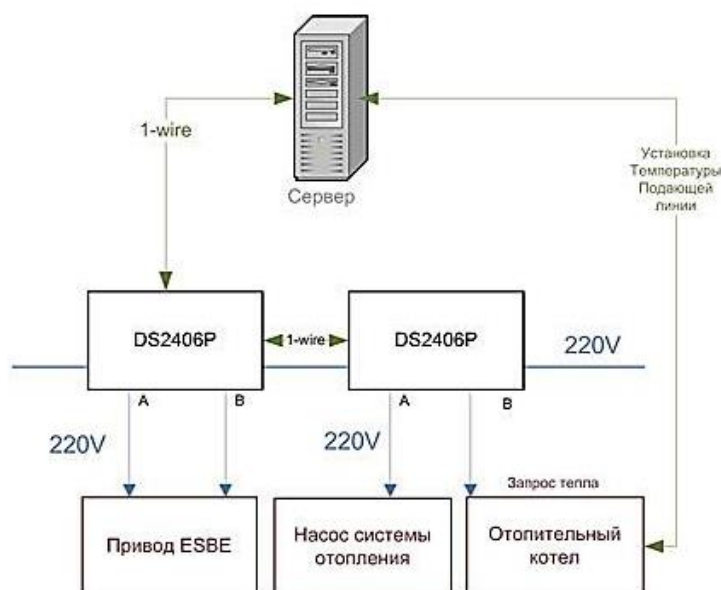 1-wire
Сервер
Установка
Температуры
Подающей
линии
DS2406P
1-wire
DS2406P
220V
A
B
A
B
220V
220V
Запрос тепла
Привод ESBE
Насос системы
отопления
Отопительный
котел